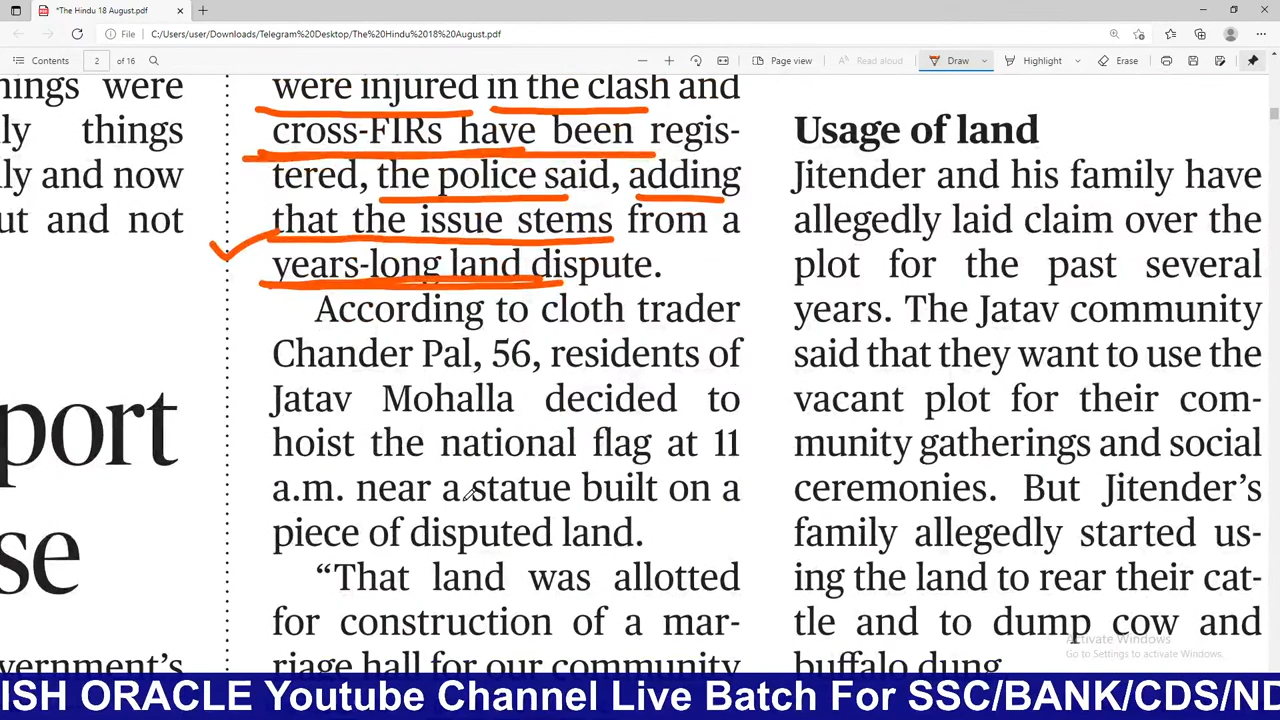 *The Hindu 18 August.pdf
File C:/Users/user/Downloads/Telegram%20Desktop/The%20Hindu%2018%20August.pdf
Contents 2 of 16 Page view Read aloud Draw Highlight Erase
things were
ly things
ly and now
ut and not
port
se
vernment's
were injured in the clash and
cross-FIRs have been regis-
tered, the police said, adding
that the issue stems from a
years-long land dispute.
According to cloth trader
Chander Pal, 56, residents of
Jatav Mohalla decided to
hoist the national flag at 11
a.m. near a statue built on a
piece of disputed land.
“That land was allotted
for construction of a mar-
riage hall for our community
Usage of land
Jitender and his family have
allegedly laid claim over the
plot for the past several
years. The Jatav community
said that they want to use the
vacant plot for their com-
munity gatherings and social
ceremonies. But Jitender’s
family allegedly started us-
ing the land to rear their cat-
tle and to dump cow and
buffalo dung.
Activate Windows
Go to Settings to activate Windows.
ISH ORACLE Youtube Channel Live Batch For SSC/BANK/CDS/ND